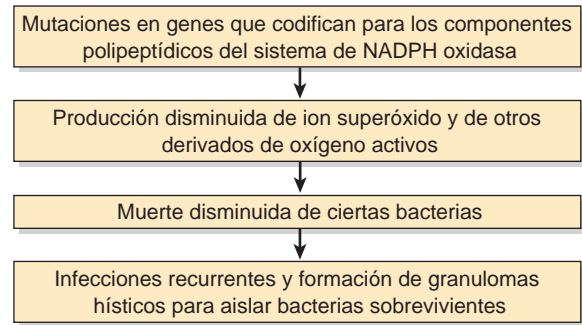 Mutaciones en genes que codifican para los componentes
polipeptídicos del sistema de NADPH oxidasa
Producción disminuida de ion superóxido y de otros
derivados de oxígeno activos
Muerte disminuida de ciertas bacterias
Infecciones recurrentes y formación de granulomas
hísticos para aislar bacterias sobrevivientes